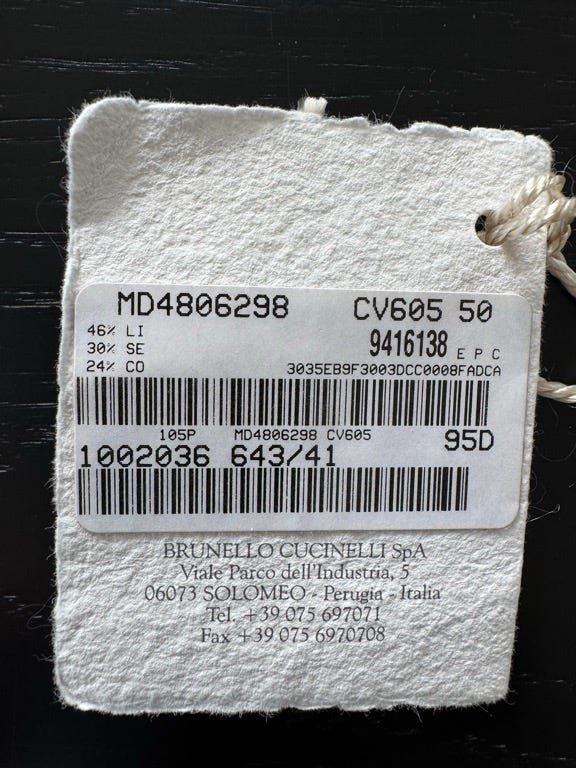 MD4806298 CV605 50
46% LI
30% SE 9416138 E P C
24% CO 3035EB9F3003DCC0008FADCA
105P MD4806298 CV605 95D
1002036 643/41
BRUNELLO CUCINELLI SpA
Viale Parco dell'Industria, 5
06073 SOLOMEO - Perugia - Italia
Tel. +39 075 697071
Fax +39 075 6970708